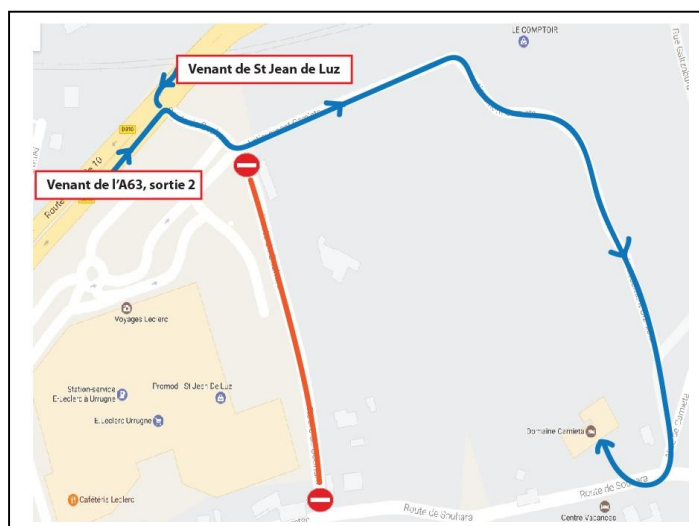 LE COMPTOIR
Venant de St Jean de Luz
D810
Venant de l'A63, sortie 2
Voyages Leclerc
Station-service
E-Leclerc à Urrugne
Promod - St Jean De Luz
E.Leclerc Urrugne
Cafétéria Leclerc
Domaine Camieta
Route de Souhara
Route de Souhara
Centre Vacances